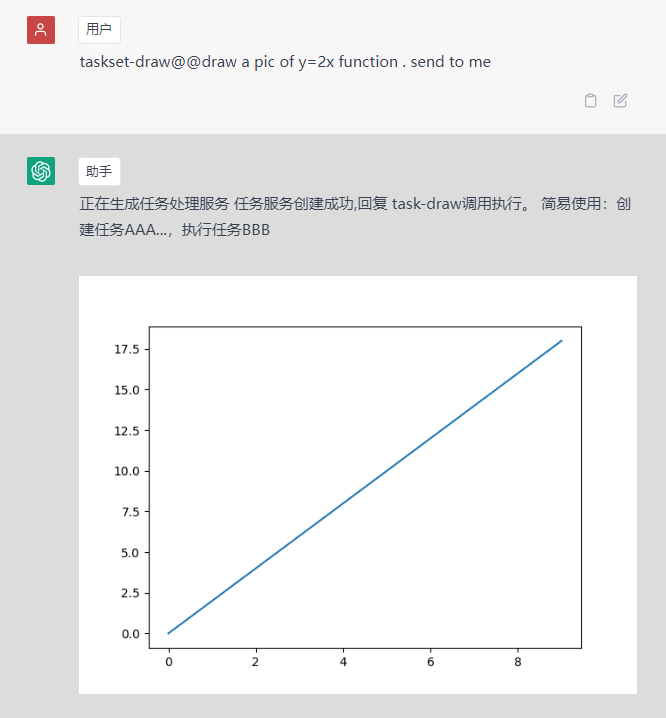 用户
taskset-draw@@draw a pic of y=2x function . send to me
助手
正在生成任务处理服务 任务服务创建成功,回复 task-draw调用执行。 简易使用：创
建任务AAA...，执行任务BBB
17.5
15.0
12.5
10.0
7.5
5.0
2.5
0.0
0 2 4 6 8